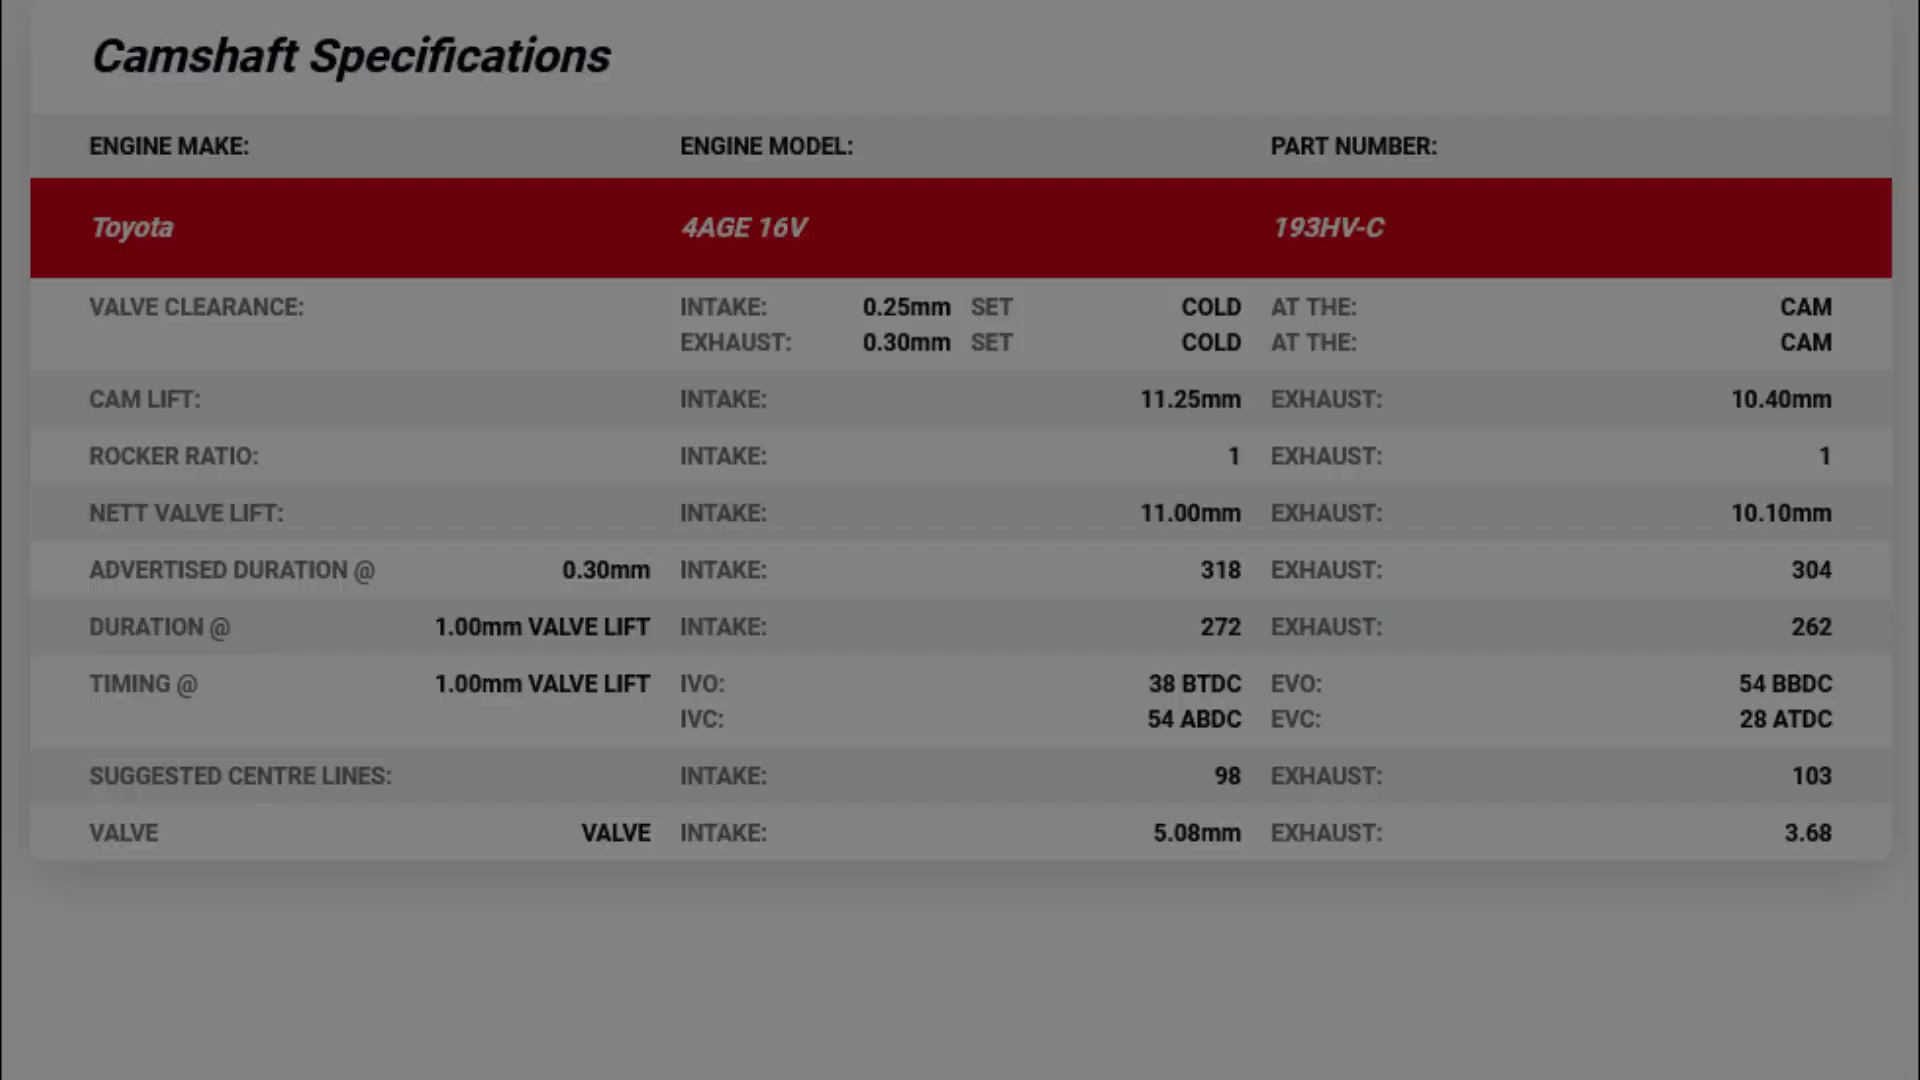 Camshaft Specifications
ENGINE MAKE: ENGINE MODEL: PART NUMBER:
Toyota 4AGE 16V 193HV-C
VALVE CLEARANCE: INTAKE: 0.25mm SET COLD AT THE: CAM
EXHAUST: 0.30mm SET COLD AT THE: CAM
CAM LIFT: INTAKE: 11.25mm EXHAUST: 10.40mm
ROCKER RATIO: INTAKE: 1 EXHAUST: 1
NETT VALVE LIFT: INTAKE: 11.00mm EXHAUST: 10.10mm
ADVERTISED DURATION @ 0.30mm INTAKE: 318 EXHAUST: 304
DURATION @ 1.00mm VALVE LIFT INTAKE: 272 EXHAUST: 262
TIMING @ 1.00mm VALVE LIFT IVO: 38 BTDC EVO: 54 BBDC
IVC: 54 ABDC EVC: 28 ATDC
SUGGESTED CENTRE LINES: INTAKE: 98 EXHAUST: 103
VALVE VALVE INTAKE: 5.08mm EXHAUST: 3.68